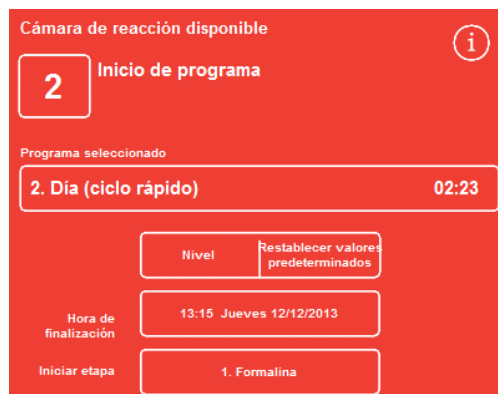 Cámara de reacción disponible
i
2
Inicio de programa
Programa seleccionado
2. Día (ciclo rápido) 02:23
Nivel
Restablecer valores
predeterminados
Hora de
finalización
13:15 Jueves 12/12/2013
Iniciar etapa
1. Formalina